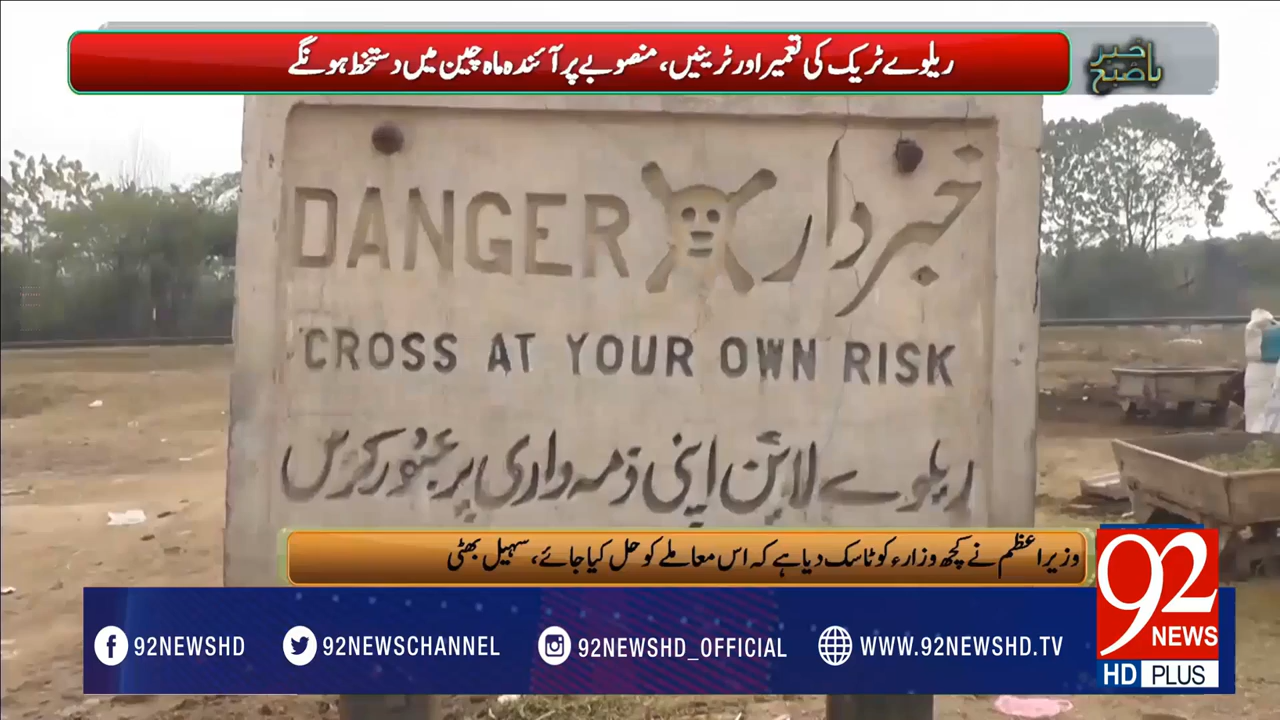 ریلوے ٹریک کی تعمیر اور ٹرینیں، منصوبے پر آئندہ ماہ چین میں دستخط ہونگے
باخبر صبح
DANGER خبردار
CROSS AT YOUR OWN RISK
ریلوے لائن اپنی ذمہ داری پر عبور کریں
وزیراعظم نے کچھ وزراء کو ٹاسک دیا ہے کہ اس معاملے کو حل کیا جائے، سہیل بھٹی
92NEWSHD 92NEWSCHANNEL 92NEWSHD_OFFICIAL WWW.92NEWSHD.TV
92
NEWS
HD PLUS